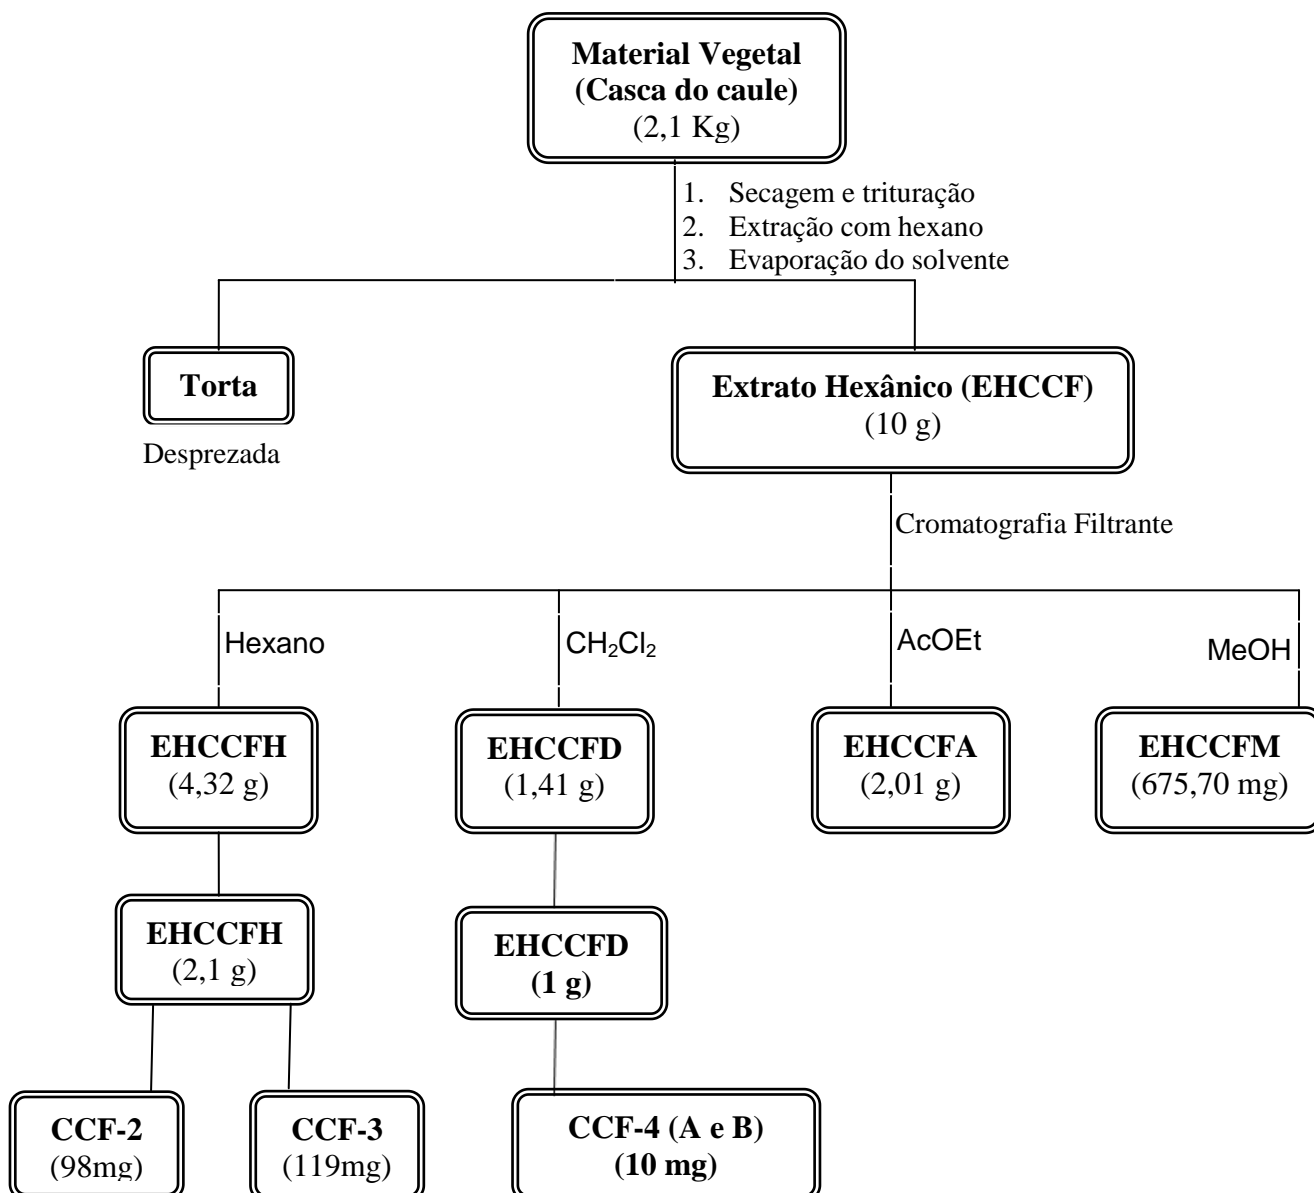 Material Vegetal
(Casca do caule)
(2,1 Kg)
1. Secagem e trituração
2. Extração com hexano
3. Evaporação do solvente
Torta
Desprezada
Extrato Hexânico (EHCCF)
(10 g)
Cromatografia Filtrante
Hexano
CH₂Cl₂
AcOEt
MeOH
EHCCFH
(4,32 g)
EHCCFD
(1,41 g)
EHCCFA
(2,01 g)
EHCCFM
(675,70 mg)
EHCCFH
(2,1 g)
EHCCFD
(1 g)
CCF-2
(98mg)
CCF-3
(119mg)
CCF-4 (A e B)
(10 mg)